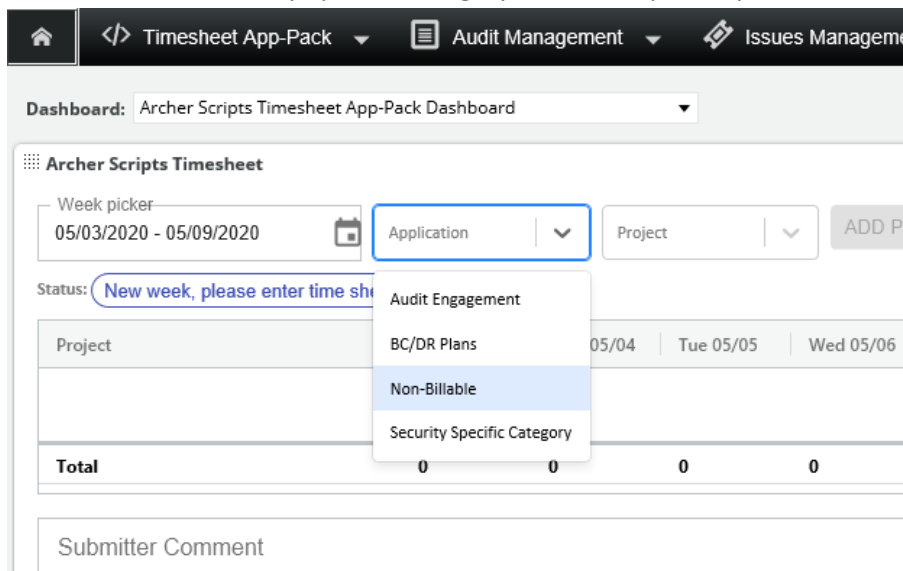 Timesheet App-Pack Audit Management Issues Manageme
Dashboard: Archer Scripts Timesheet App-Pack Dashboard
Archer Scripts Timesheet
Week picker
05/03/2020 - 05/09/2020 Application Project ADD P
Status: New week, please enter time she
Audit Engagement
Project BC/DR Plans 05/04 Tue 05/05 Wed 05/06
Non-Billable
Security Specific Category
Total 0 0 0 0
Submitter Comment